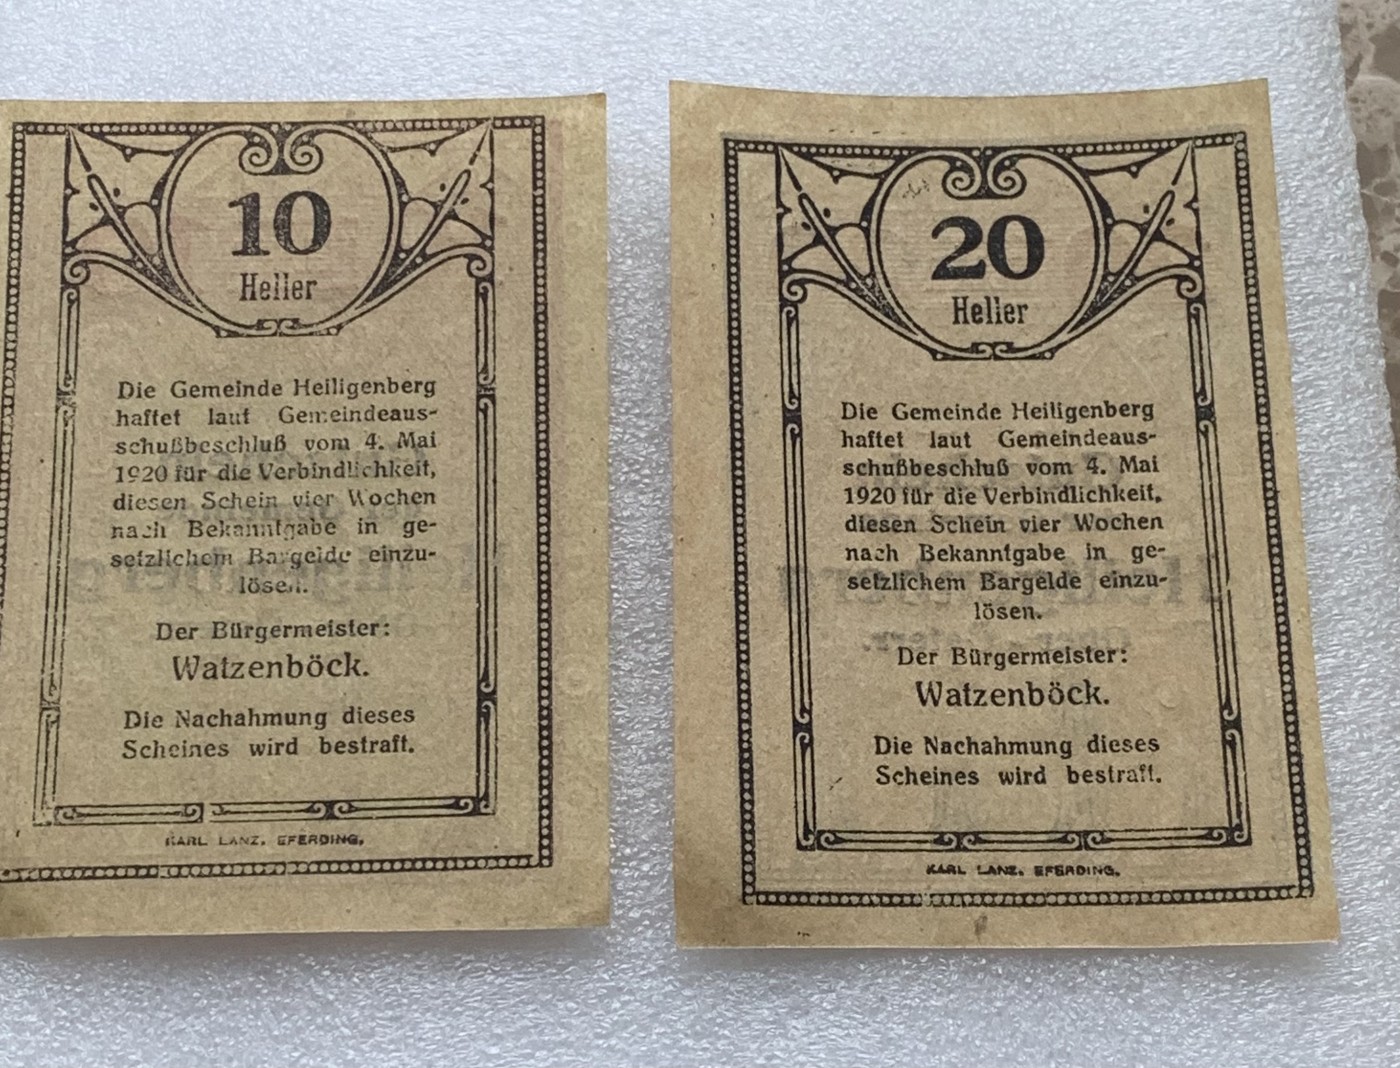 10
Heller
Die Gemeinde Heiligenberg
haftet laut Gemeindeaus-
schußbeschluß vom 4. Mai
1920 für die Verbindlichkeit,
diesen Schein vier Wochen
nach Bekanntgabe in ge-
setzlichem Bargelde einzu-
lösen.
Der Bürgermeister:
Watzenböck.
Die Nachahmung dieses
Scheines wird bestraft.
KARL LANZ, EFERDING.
20
Heller
Die Gemeinde Heiligenberg
haftet laut Gemeindeaus-
schußbeschluß vom 4. Mai
1920 für die Verbindlichkeit,
diesen Schein vier Wochen
nach Bekanntgabe in ge-
setzlichem Bargelde einzu-
lösen.
Der Bürgermeister:
Watzenböck.
Die Nachahmung dieses
Scheines wird bestraft.
KARL LANZ, EFERDING.